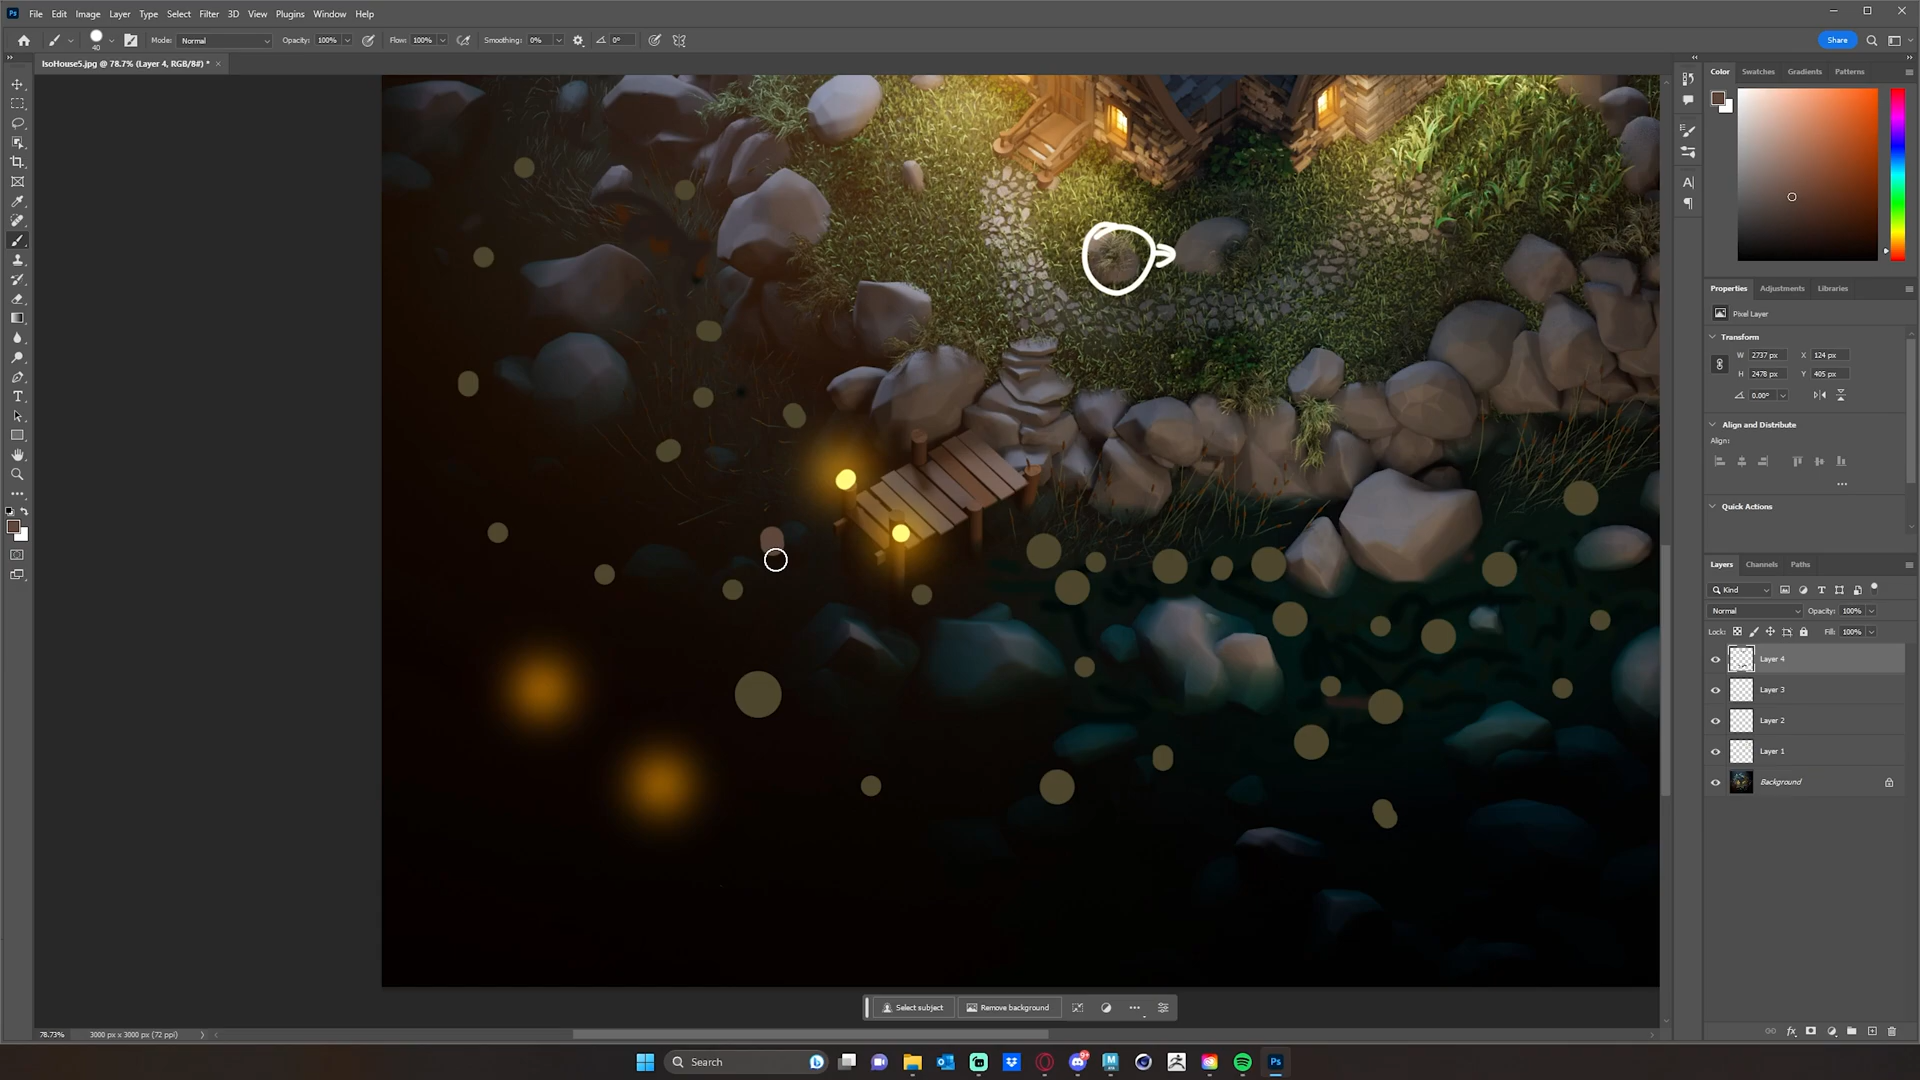 Ps File Edit Image Layer Type Select Filter 3D View Plugins Window Help
40 Mode: Normal Opacity: 100% Flow: 100% Smoothing: 0% 0° Share
IsoHouse5.jpg @ 78.7% (Layer 4, RGB/8#) *
Color Swatches Gradients Patterns
Properties Adjustments Libraries
Pixel Layer
Transform
W 2737 px X 124 px
H 2478 px Y 405 px
0.00°
Align and Distribute
Align:
Quick Actions
Layers Channels Paths
Kind
Normal Opacity: 100%
Lock: Fill: 100%
Layer 4
Layer 3
Layer 2
Layer 1
Background
Select subject Remove background
78.73% 3000 px x 3000 px (72 ppi)
Search Ps